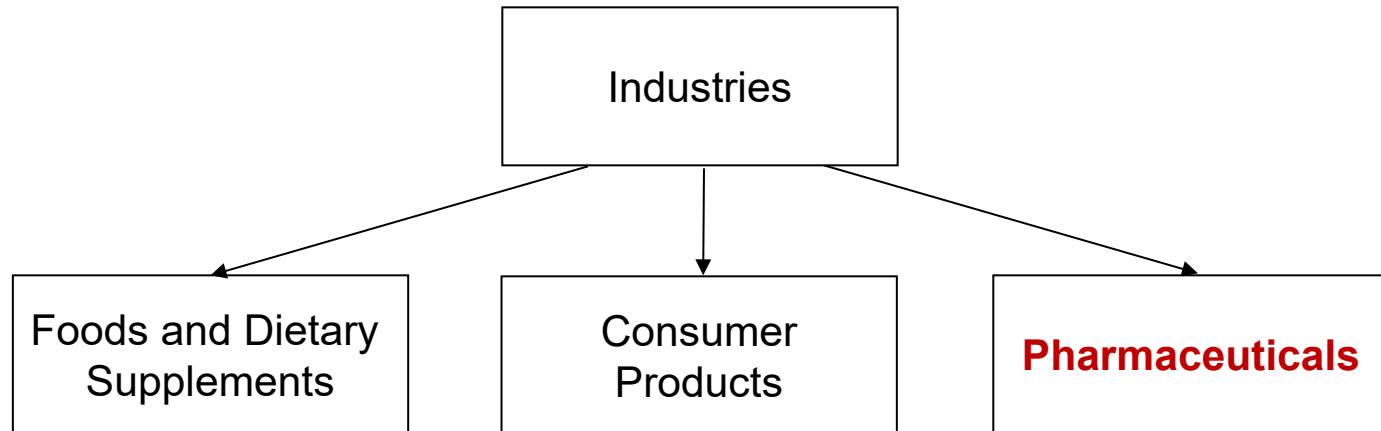 Industries
Foods and Dietary
Supplements
Consumer
Products
Pharmaceuticals